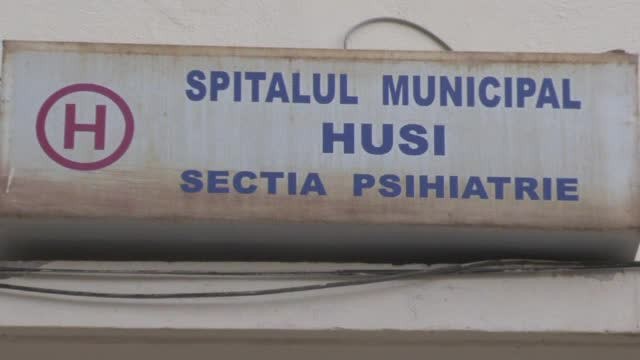 H
SPITALUL MUNICIPAL
HUSI
SECTIA PSIHIATRIE